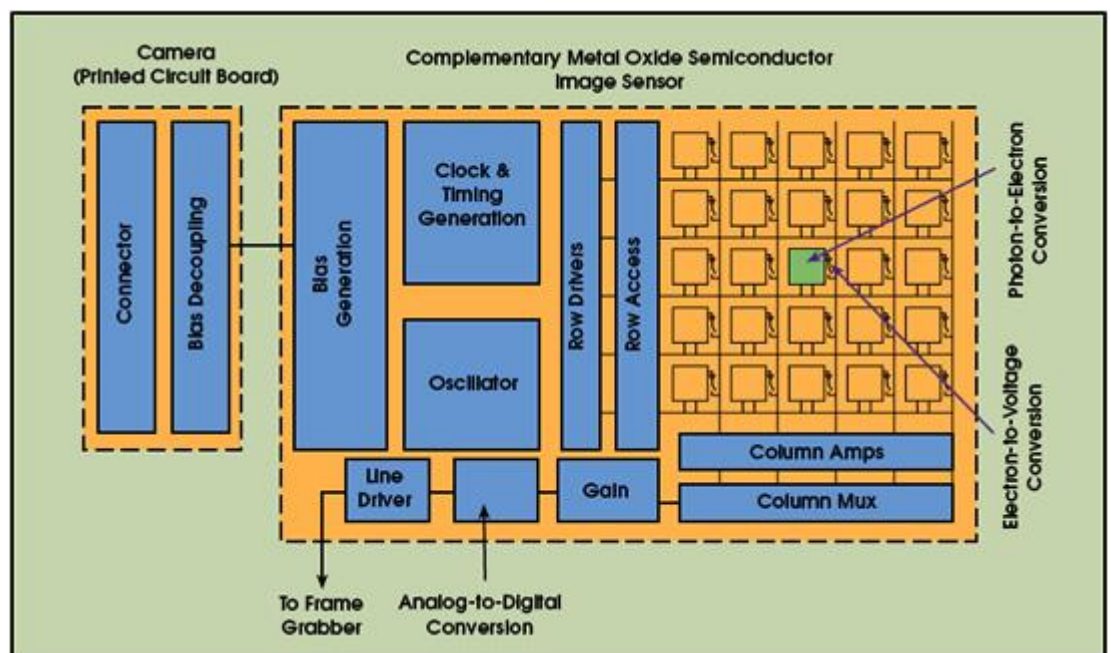 Camera
(Printed Circuit Board)
Complementary Metal Oxide Semiconductor
Image Sensor
Connector
Bias Decoupling
Bias
Generation
Clock &
Timing
Generation
Oscillator
Row Drivers
Row Access
Photon-to-Electron
Conversion
Electron-to-Voltage
Conversion
Column Amps
Line
Driver
Gain
Column Mux
To Frame
Grabber
Analog-to-Digital
Conversion